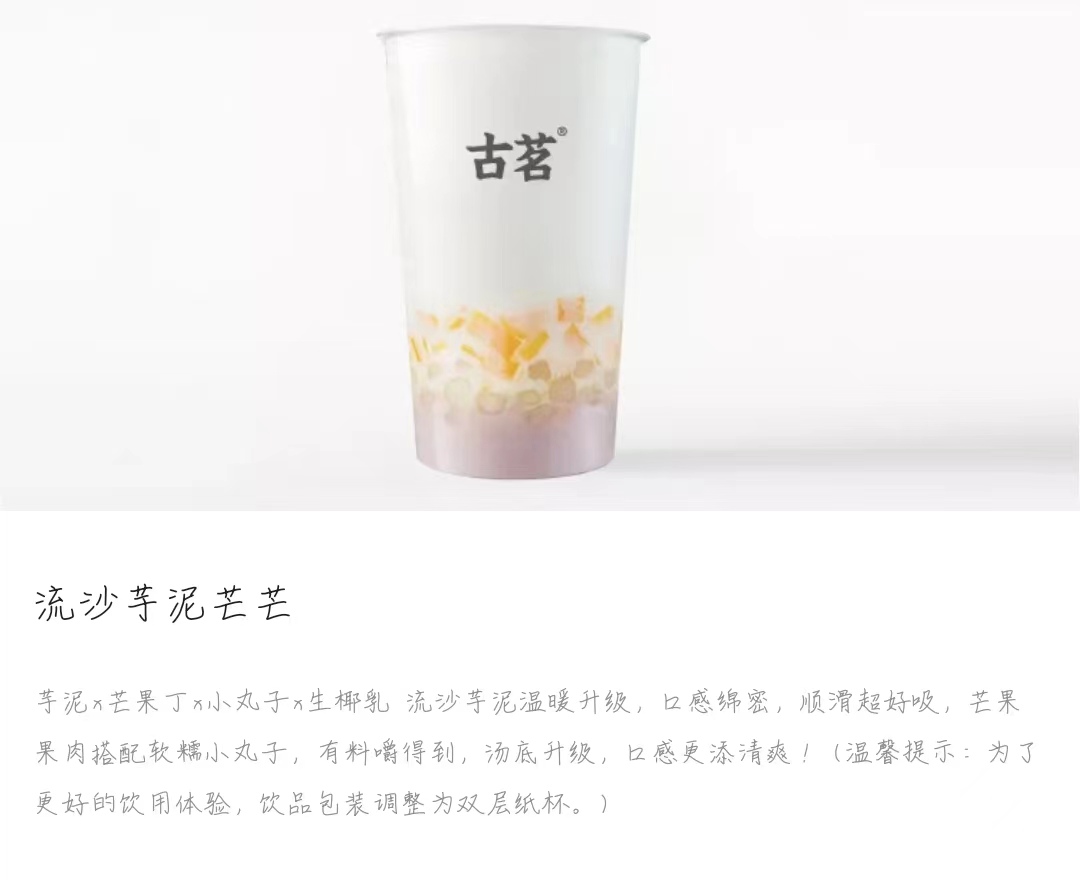 古茗®
流沙芋泥芒芒
芋泥x芒果丁x小丸子x生椰乳 流沙芋泥温暖升级，口感绵密，顺滑超好吸，芒果
果肉搭配软糯小丸子，有料嚼得到，汤底升级，口感更添清爽！（温馨提示：为了
更好的饮用体验，饮品包装调整为双层纸杯。）